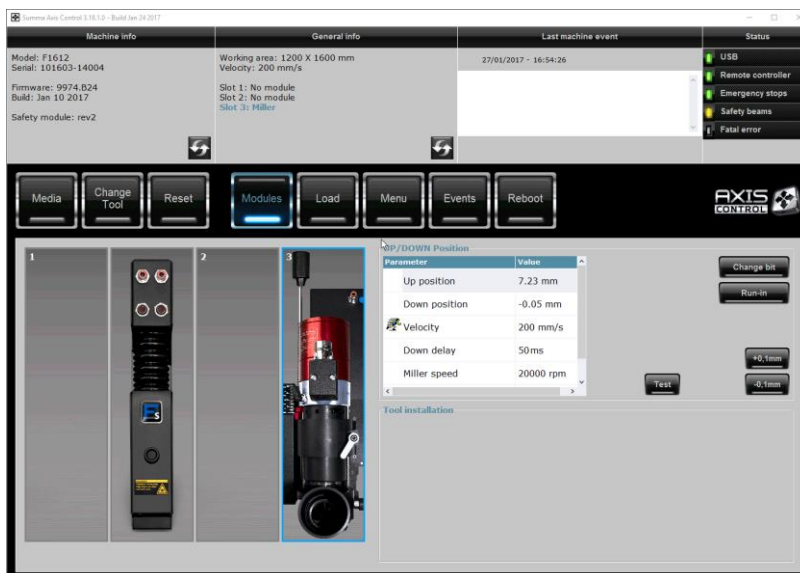 Summa Axis Control 3.16.1.0 - Build Jan 24 2017
Machine info
General info
Last machine event
Status
Model: F1612
Serial: 101603-14004
Firmware: 9974.B24
Build: Jan 10 2017
Safety module: rev2
Working area: 1200 X 1600 mm
Velocity: 200 mm/s
Slot 1: No module
Slot 2: No module
Slot 3: Miller
27/01/2017 - 16:54:26
USB
Remote controller
Emergency stops
Safety beams
Fatal error
Media
Change
Tool
Reset
Modules
Load
Menu
Events
Reboot
AXIS
CONTROL
1
2
3
Fs
UP/DOWN Position
Parameter Value
Up position 7.23 mm
Down position -0.05 mm
Velocity 200 mm/s
Down delay 50ms
Miller speed 20000 rpm
Change bit
Run-in
+0,1mm
Test
-0,1mm
Tool installation